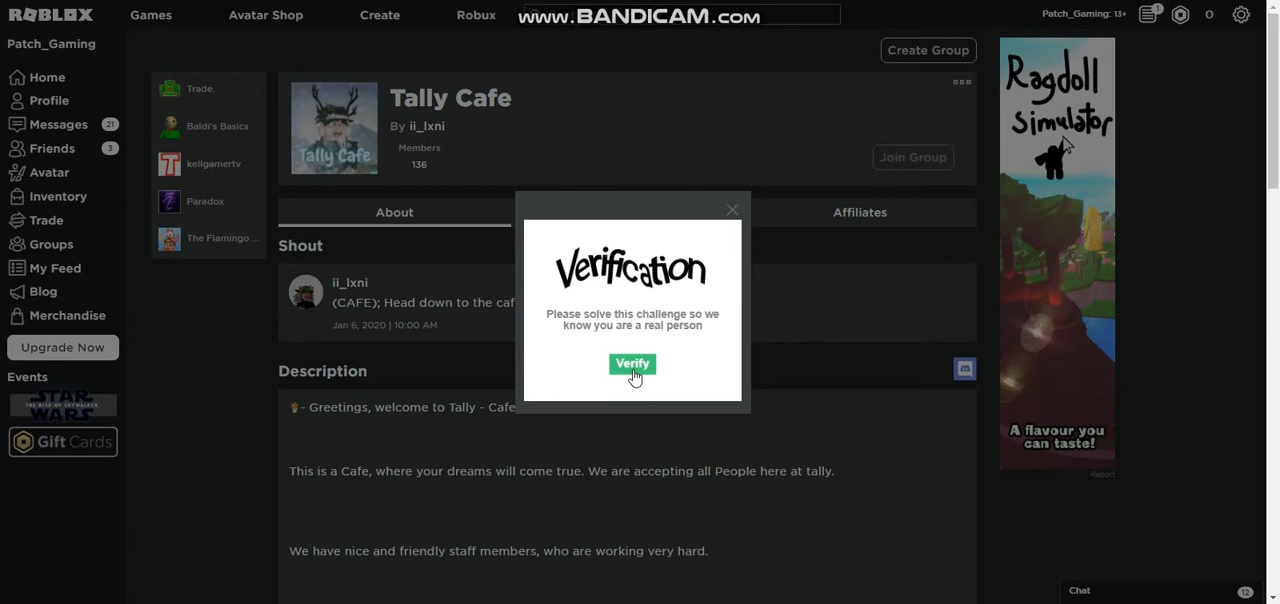 www.BANDICAM.com
ROBLOX
Games
Avatar Shop
Create
Robux
Patch_Gaming: 13+
1
0
Patch_Gaming
Home
Profile
Messages 21
Friends 3
Avatar
Inventory
Trade
Groups
My Feed
Blog
Merchandise
Upgrade Now
Events
STAR WARS
Gift Cards
Trade.
Baldi's Basics
kellgamertv
Paradox
The Flamingo ...
Create Group
Tally Cafe
Tally Cafe
By ii_lxni
Members
136
Join Group
About
Affiliates
Shout
ii_lxni
(CAFE); Head down to the caf
Jan 6, 2020 | 10:00 AM
Verification
Please solve this challenge so we
know you are a real person
Verify
Description
- Greetings, welcome to Tally - Cafe
This is a Cafe, where your dreams will come true. We are accepting all People here at tally.
We have nice and friendly staff members, who are working very hard.
Ragdoll
Simulator
A flavour you
can taste!
Report
Chat 12